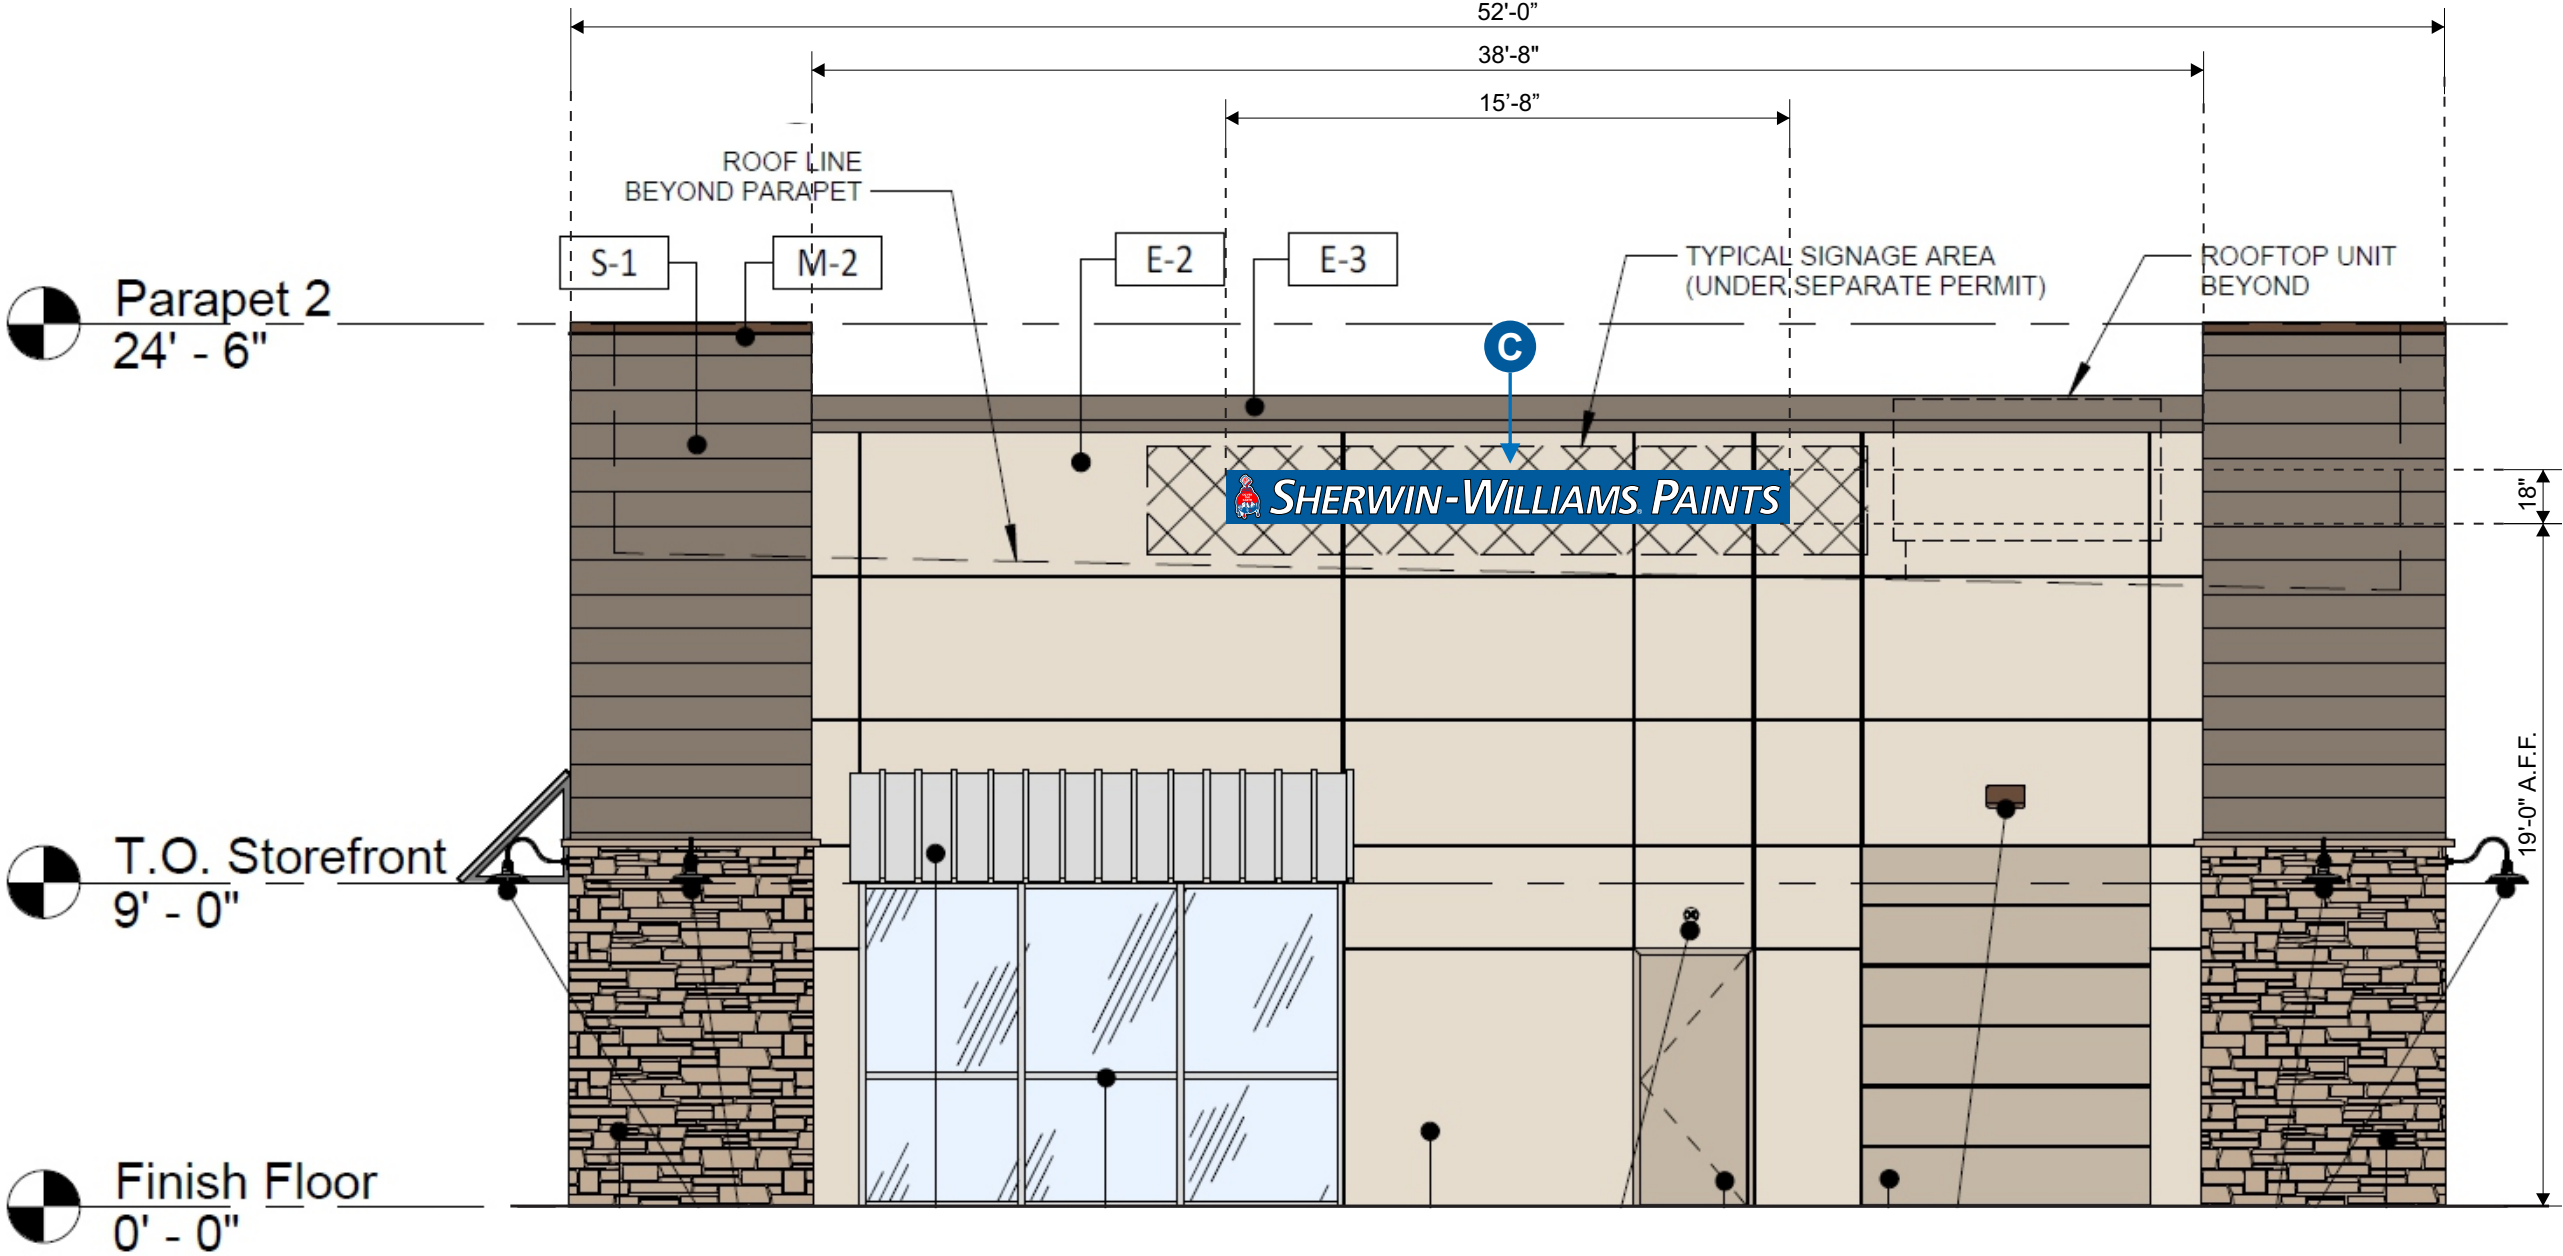 52'-0”
38'-8"
15’-8”
ROOF LINE
BEYOND PARAPET
S-1
M-2
E-2
E-3
TYPICAL SIGNAGE AREA
(UNDER SEPARATE PERMIT)
ROOFTOP UNIT
BEYOND
Parapet 2
24' - 6"
C
SHERWIN-WILLIAMS. PAINTS
18"
19'-0" A.F.F.
T.O. Storefront
9' - 0"
Finish Floor
0' - 0"